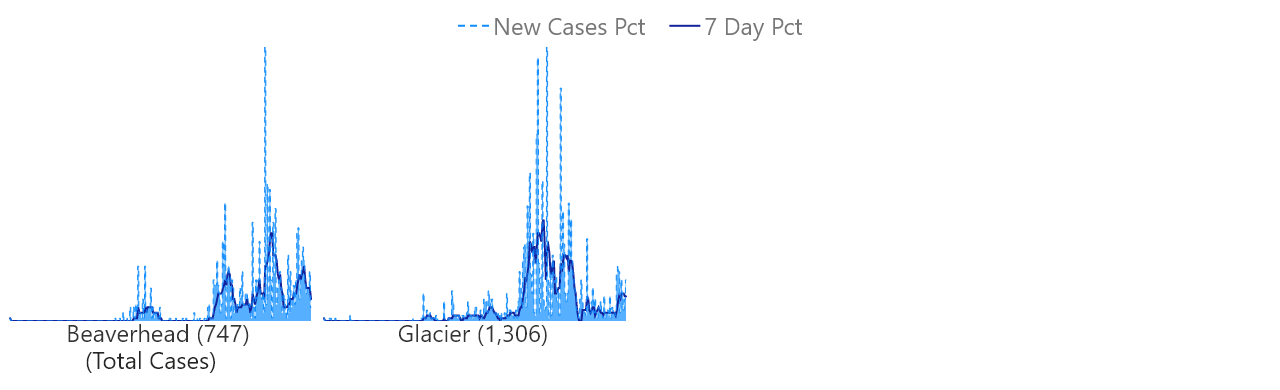 New Cases Pct 7 Day Pct
Beaverhead (747) Glacier (1,306)
(Total Cases)